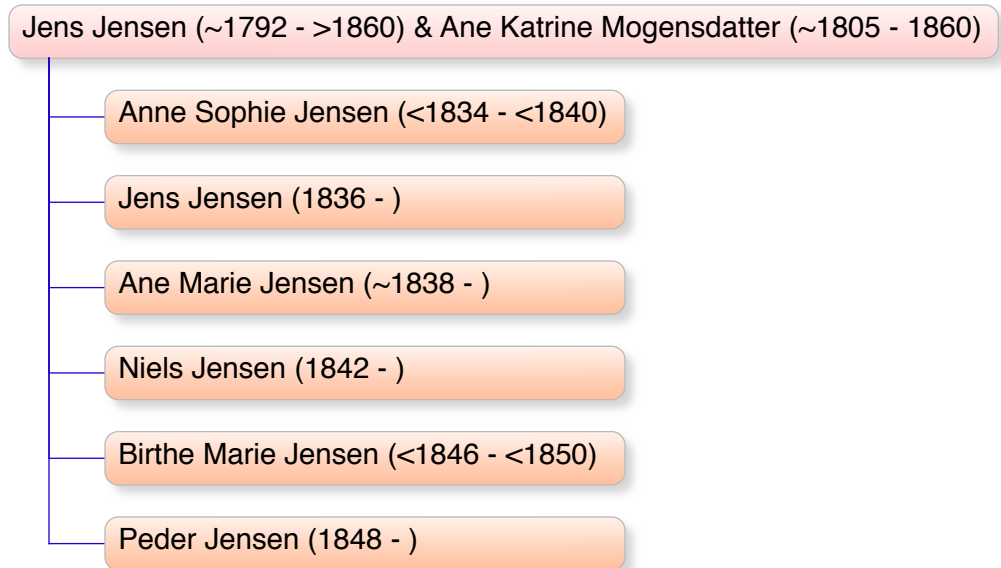 Jens Jensen (~1792 - >1860) & Ane Katrine Mogensdatter (~1805 - 1860)
Anne Sophie Jensen (<1834 - <1840)
Jens Jensen (1836 - )
Ane Marie Jensen (~1838 - )
Niels Jensen (1842 - )
Birthe Marie Jensen (<1846 - <1850)
Peder Jensen (1848 - )